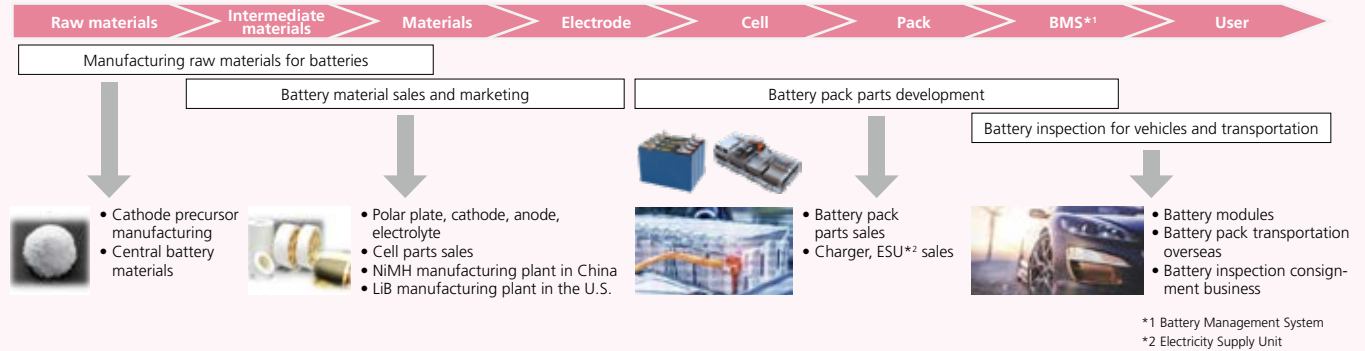 Raw materials
Intermediate
materials
Materials
Electrode
Cell
Pack
BMS*1
User
Manufacturing raw materials for batteries
Battery material sales and marketing
Battery pack parts development
Battery inspection for vehicles and transportation
• Cathode precursor
manufacturing
• Central battery
materials
• Polar plate, cathode, anode,
electrolyte
• Cell parts sales
• NiMH manufacturing plant in China
• LiB manufacturing plant in the U.S.
• Battery pack
parts sales
• Charger, ESU*2 sales
• Battery modules
• Battery pack transportation
overseas
• Battery inspection consign-
ment business
*1 Battery Management System
*2 Electricity Supply Unit